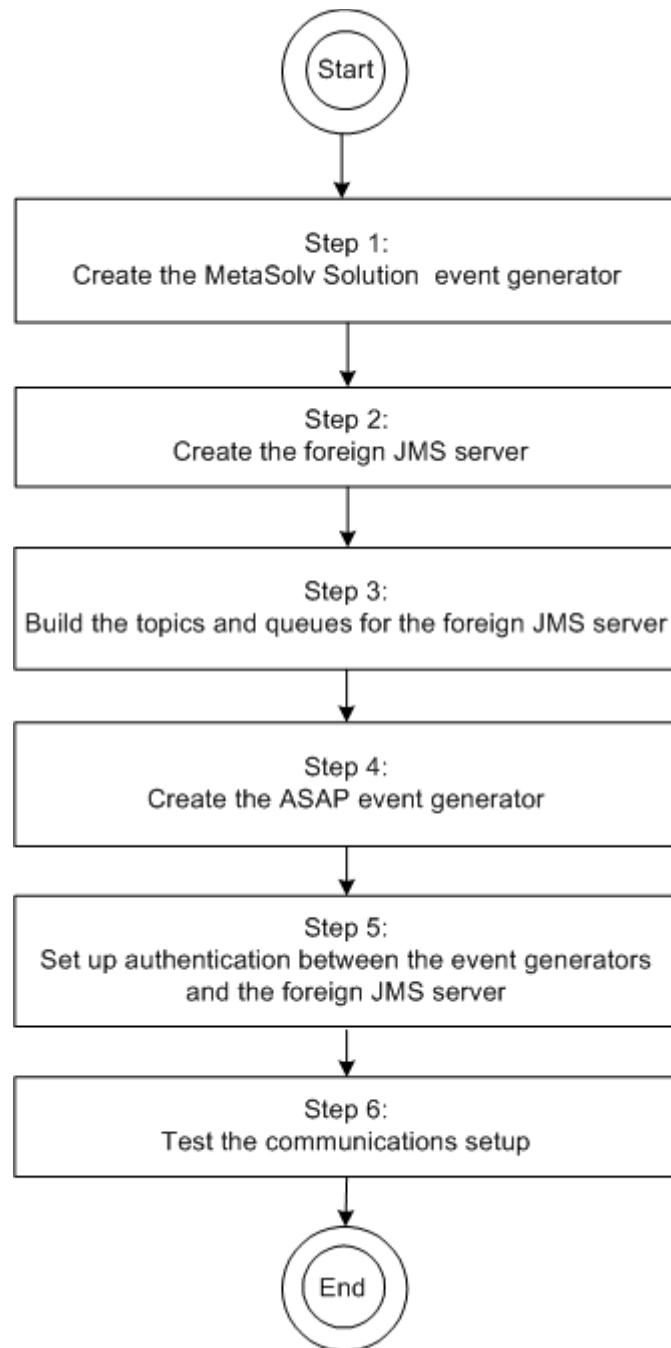 Start
Step 1:
Create the MetaSolv Solution  event generator
Step 2:
Create the foreign JMS server
Step 3:
Build the topics and queues for the foreign JMS server
Step 4:
Create the ASAP event generator
Step 5:
Set up authentication between the event generators
and the foreign JMS server
Step 6:
Test the communications setup
End